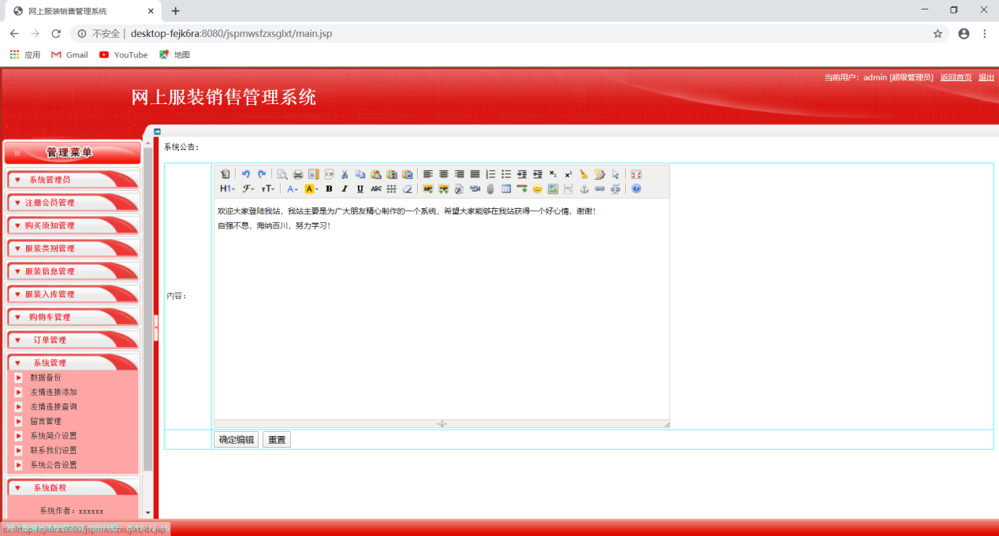 网上服装销售管理系统
不安全 | desktop-fejk6ra:8080/jspmwsfzxsglxt/main.jsp
应用 Gmail YouTube 地图
当前用户：admin [超级管理员] 返回首页 退出
网上服装销售管理系统
管理菜单
系统管理员
注册会员管理
购买须知管理
服装类别管理
服装信息管理
服装入库管理
购物车管理
订单管理
系统管理
数据备份
友情连接添加
友情连接查询
留言管理
系统简介设置
联系我们设置
系统公告设置
系统版权
系统作者：xxxxxx
系统公告：
H1 F тT A A B I U ABC
欢迎大家登陆我站，我站主要是为广大朋友精心制作的一个系统，希望大家能够在我站获得一个好心情，谢谢！
自强不息，海纳百川，努力学习！
内容：
确定编辑 重置
desktop-fejk6ra:8080/jspmwsfzxsglxt/dx.jsp